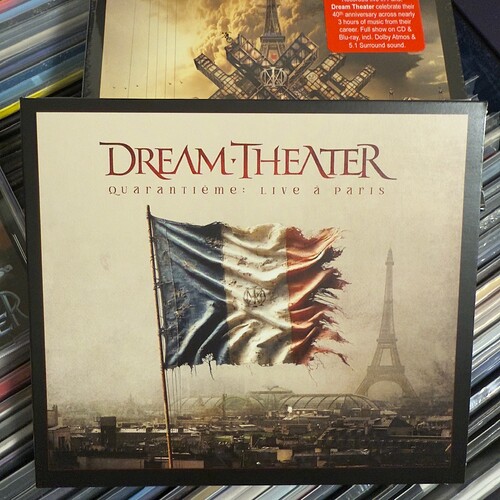 Dream Theater celebrate their
40th anniversary across nearly
3 hours of music from their
career. Full show on CD &
Blu-ray, incl. Dolby Atmos &
5.1 Surround sound.
DREAM·THEATER
QUARANTIÈME: LIVE À PARIS